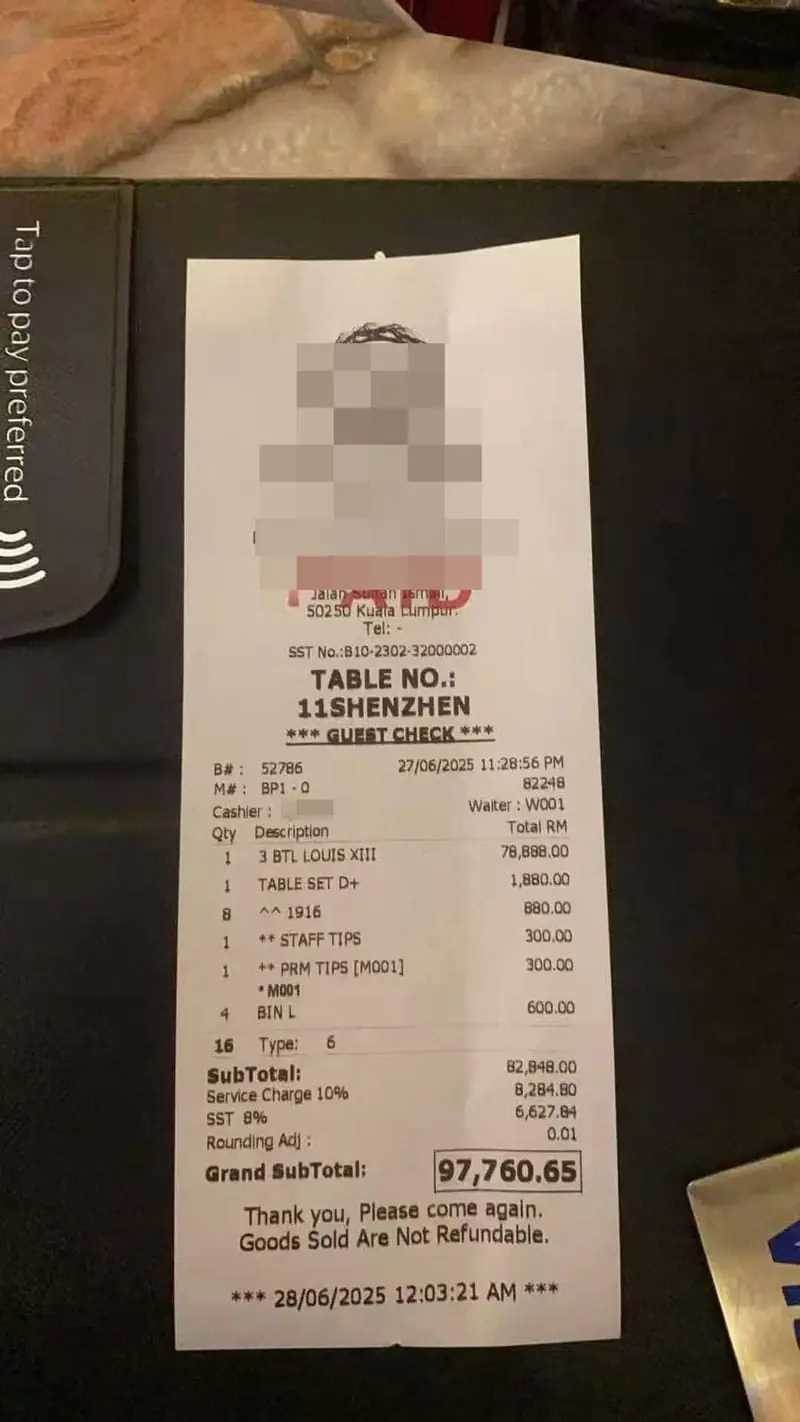 Tap to pay preferred
Jalan Sultan Ismail,
50250 Kuala Lumpur.
Tel: -
SST No.:B10-2302-32000002
TABLE NO.:
11SHENZHEN
*** GUEST CHECK ***
B# : 52786 27/06/2025 11:28:56 PM
M# : BP1 - Q 82248
Cashier : Waiter : W001
Qty Description Total RM
1 3 BTL LOUIS XIII 78,888.00
1 TABLE SET D+ 1,880.00
8 ^^ 1916 880.00
1 ** STAFF TIPS 300.00
1 ** PRM TIPS [M001] 300.00
* M001
4 BIN L 600.00
16 Type: 6
SubTotal: 82,848.00
Service Charge 10% 8,284.80
SST 8% 6,627.84
Rounding Adj : 0.01
Grand SubTotal: 97,760.65
Thank you, Please come again.
Goods Sold Are Not Refundable.
*** 28/06/2025 12:03:21 AM ***